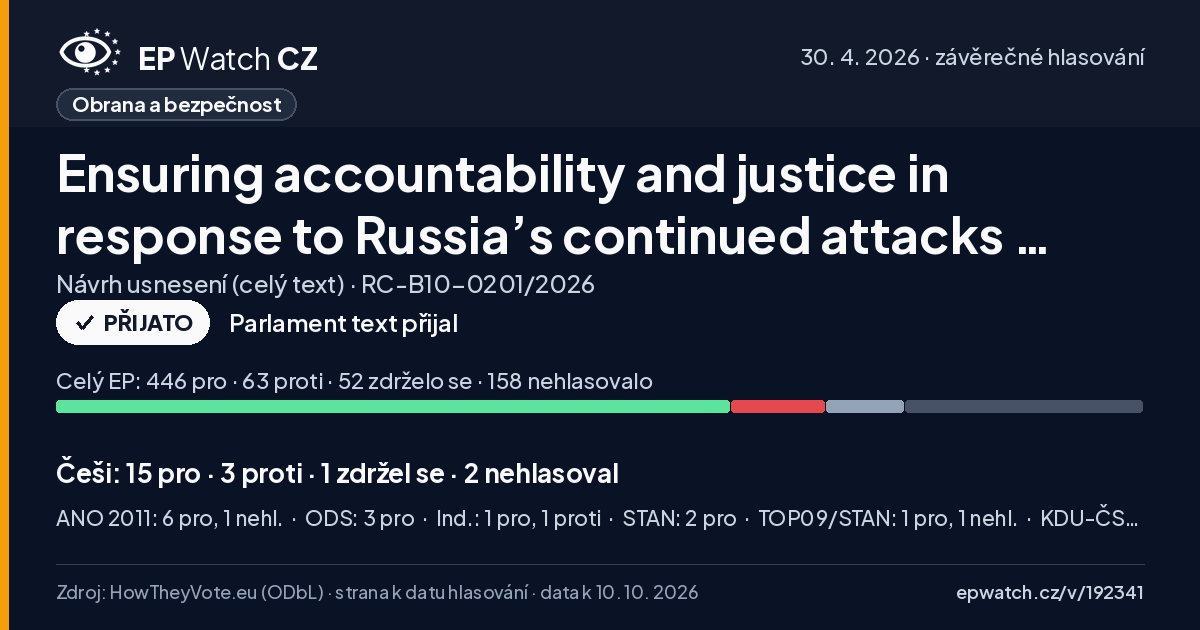 EP Watch CZ
30. 4. 2026 · závěrečné hlasování
Obrana a bezpečnost
Ensuring accountability and justice in
response to Russia’s continued attacks …
Návrh usnesení (celý text) · RC-B10-0201/2026
✓ PŘIJATO
Parlament text přijal
Celý EP: 446 pro · 63 proti · 52 zdrželo se · 158 nehlasovalo
Češi: 15 pro · 3 proti · 1 zdržel se · 2 nehlasoval
ANO 2011: 6 pro, 1 nehl. · ODS: 3 pro · Ind.: 1 pro, 1 proti · STAN: 2 pro · TOP09/STAN: 1 pro, 1 nehl. · KDU-ČS…
Zdroj: HowTheyVote.eu (ODbL) · strana k datu hlasování · data k 10. 10. 2026
epwatch.cz/v/192341